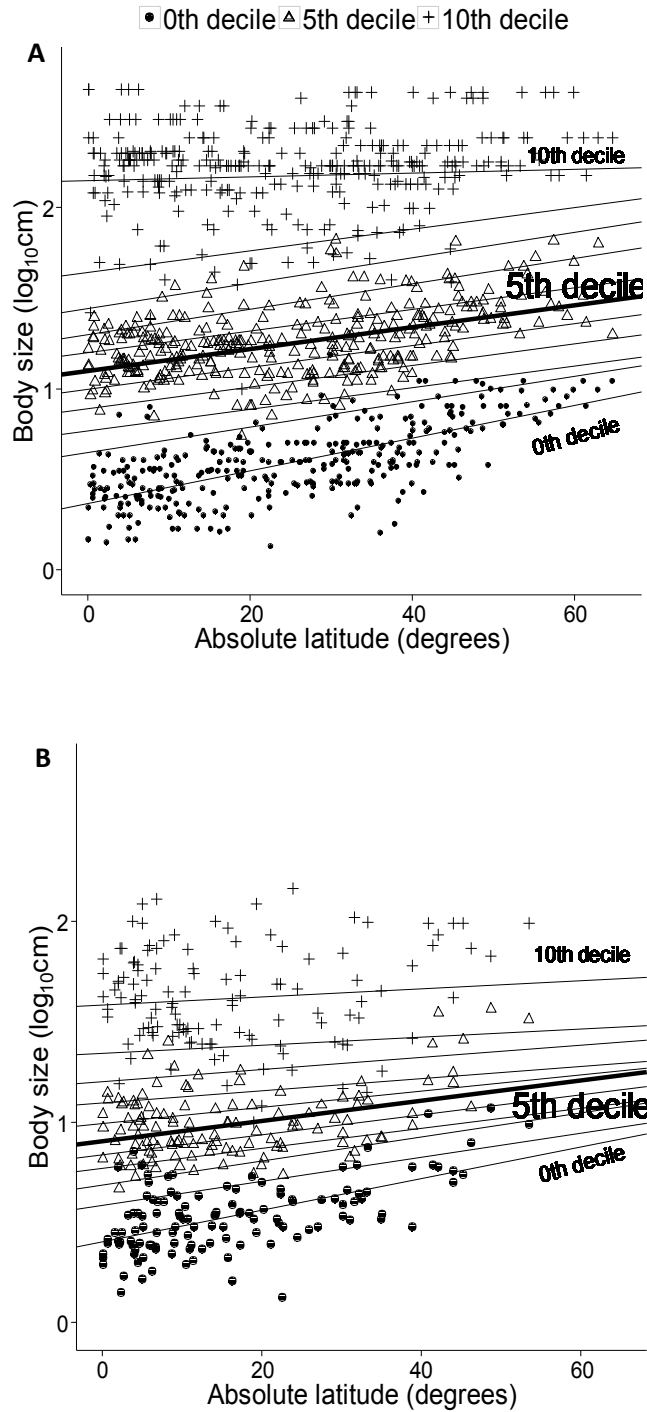 0th decile 5th decile 10th decile
A
Body size (log₁₀cm)
2
1
0
10th decile
5th decile
0th decile
0 20 40 60
Absolute latitude (degrees)
B
Body size (log₁₀cm)
2
1
0
10th decile
5th decile
0th decile
0 20 40 60
Absolute latitude (degrees)